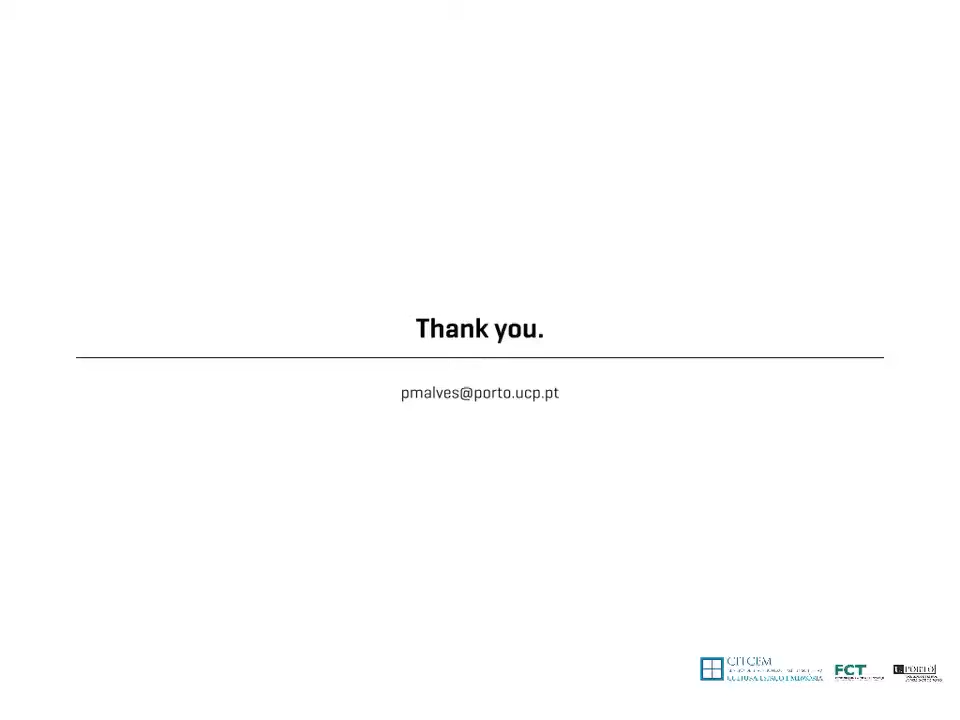 Thank you.
pmalves@porto.ucp.pt
CITCEM
FCT
U. PORTO